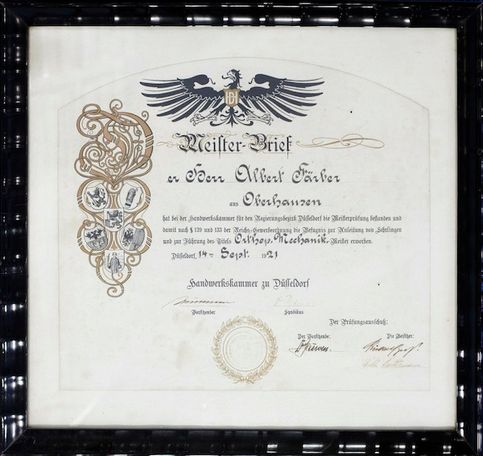 Meister-Brief
Der Herr Albert Färber
aus Oberhausen
hat bei der Handwerkskammer für den Regierungsbezirk Düsseldorf die Meisterprüfung bestanden und
damit nach § 129 und 133 der Reichs-Gewerbeordnung die Befugnis zur Anleitung von Lehrlingen
und zur Führung des Titels Orthop. Mechanik. Meister erworben.
Düsseldorf, 14- Sept. 1921
Handwerkskammer zu Düsseldorf
Vorsitzender Syndikus
Der Prüfungsausschuß:
Der Vorsitzende: Die Beisitzer: